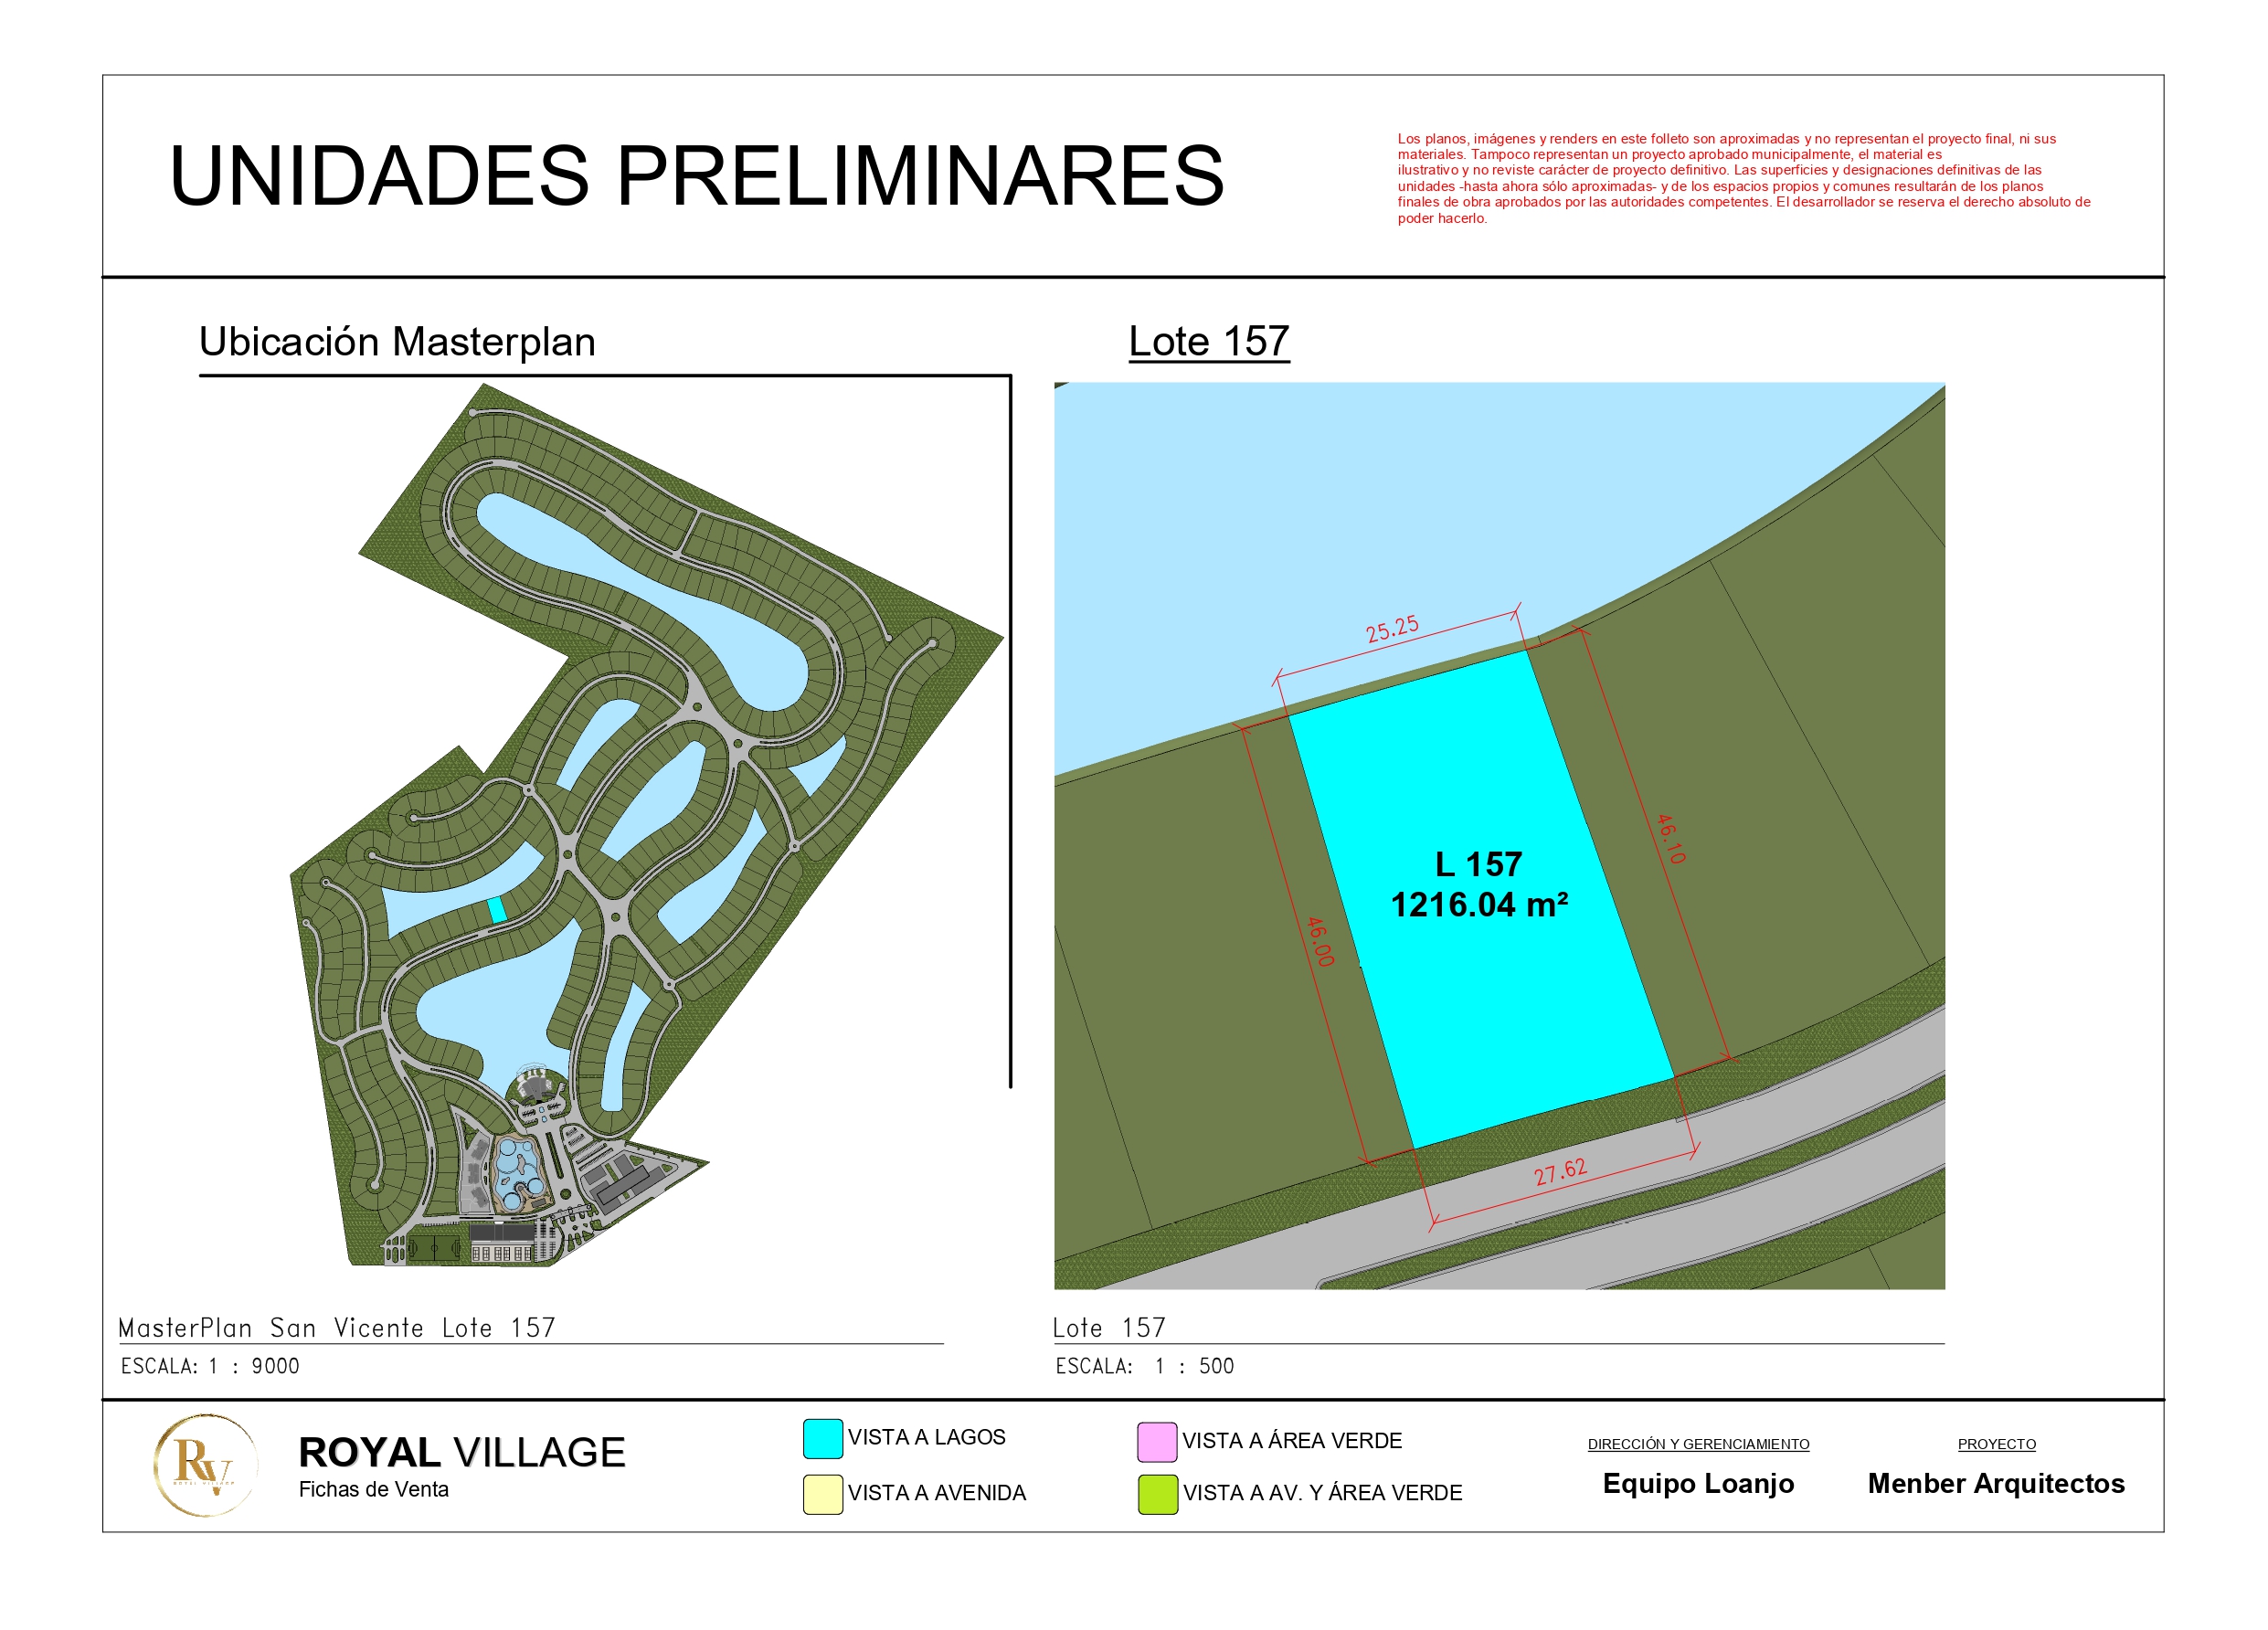 UNIDADES PRELIMINARES
Los planos, imágenes y renders en este folleto son aproximadas y no representan el proyecto final, ni sus
materiales. Tampoco representan un proyecto aprobado municipalmente, el material es
ilustrativo y no reviste carácter de proyecto definitivo. Las superficies y designaciones definitivas de las
unidades -hasta ahora sólo aproximadas- y de los espacios propios y comunes resultarán de los planos
finales de obra aprobados por las autoridades competentes. El desarrollador se reserva el derecho absoluto de
poder hacerlo.
Ubicación Masterplan
Lote 157
25.25
46.10
L 157
1216.04 m²
46.00
27.62
MasterPlan San Vicente Lote 157
ESCALA: 1 : 9000
Lote 157
ESCALA: 1 : 500
RV
ROYAL VILLAGE
ROYAL VILLAGE
Fichas de Venta
VISTA A LAGOS
VISTA A AVENIDA
VISTA A ÁREA VERDE
VISTA A AV. Y ÁREA VERDE
DIRECCIÓN Y GERENCIAMIENTO
Equipo Loanjo
PROYECTO
Menber Arquitectos